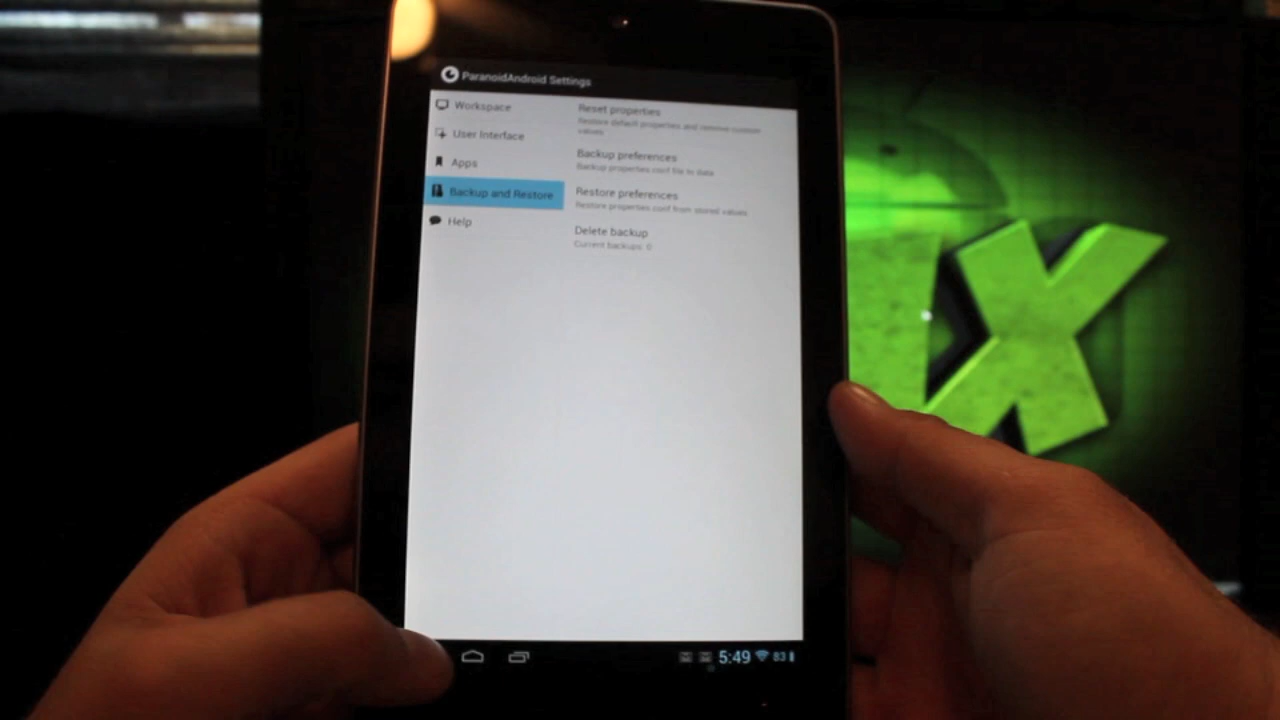 ParanoidAndroid Settings
Workspace
User Interface
Apps
Backup and Restore
Help
Reset properties
Restore default properties and remove custom
values
Backup preferences
Backup properties conf file to data
Restore preferences
Restore properties conf from stored values
Delete backup
Current backups: 0
5:49
83
X